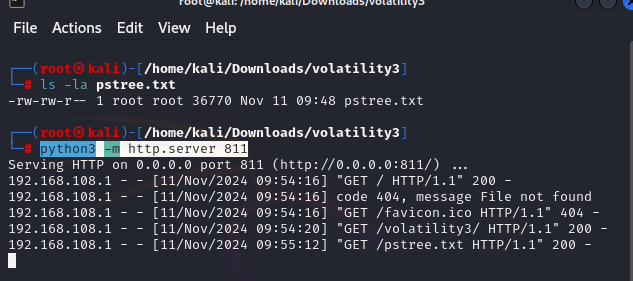 root@kali: /home/kali/Downloads/volatility3
File Actions Edit View Help
┌──(root㉿kali)-[/home/kali/Downloads/volatility3]
└─# ls -la pstree.txt
-rw-rw-r-- 1 root root 36770 Nov 11 09:48 pstree.txt
┌──(root㉿kali)-[/home/kali/Downloads/volatility3]
└─# python3 -m http.server 811
Serving HTTP on 0.0.0.0 port 811 (http://0.0.0.0:811/) ...
192.168.108.1 - - [11/Nov/2024 09:54:16] "GET / HTTP/1.1" 200 -
192.168.108.1 - - [11/Nov/2024 09:54:16] code 404, message File not found
192.168.108.1 - - [11/Nov/2024 09:54:16] "GET /favicon.ico HTTP/1.1" 404 -
192.168.108.1 - - [11/Nov/2024 09:54:20] "GET /volatility3/ HTTP/1.1" 200 -
192.168.108.1 - - [11/Nov/2024 09:55:12] "GET /pstree.txt HTTP/1.1" 200 -